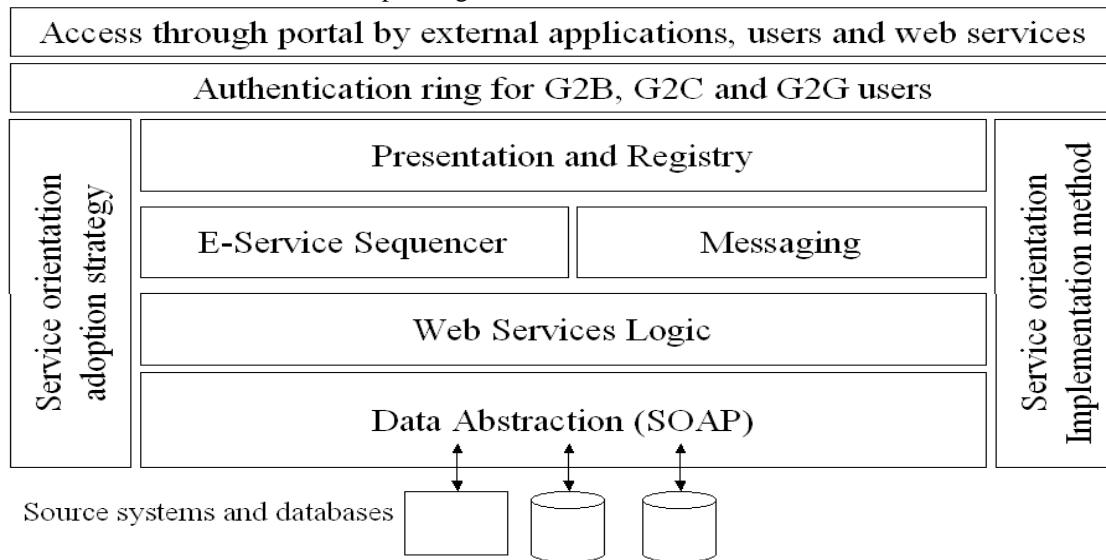 Access through portal by external applications, users and web services
Authentication ring for G2B, G2C and G2G users
Service orientation
adoption strategy
Presentation and Registry
E-Service Sequencer
Messaging
Web Services Logic
Data Abstraction (SOAP)
Service orientation
Implementation method
Source systems and databases